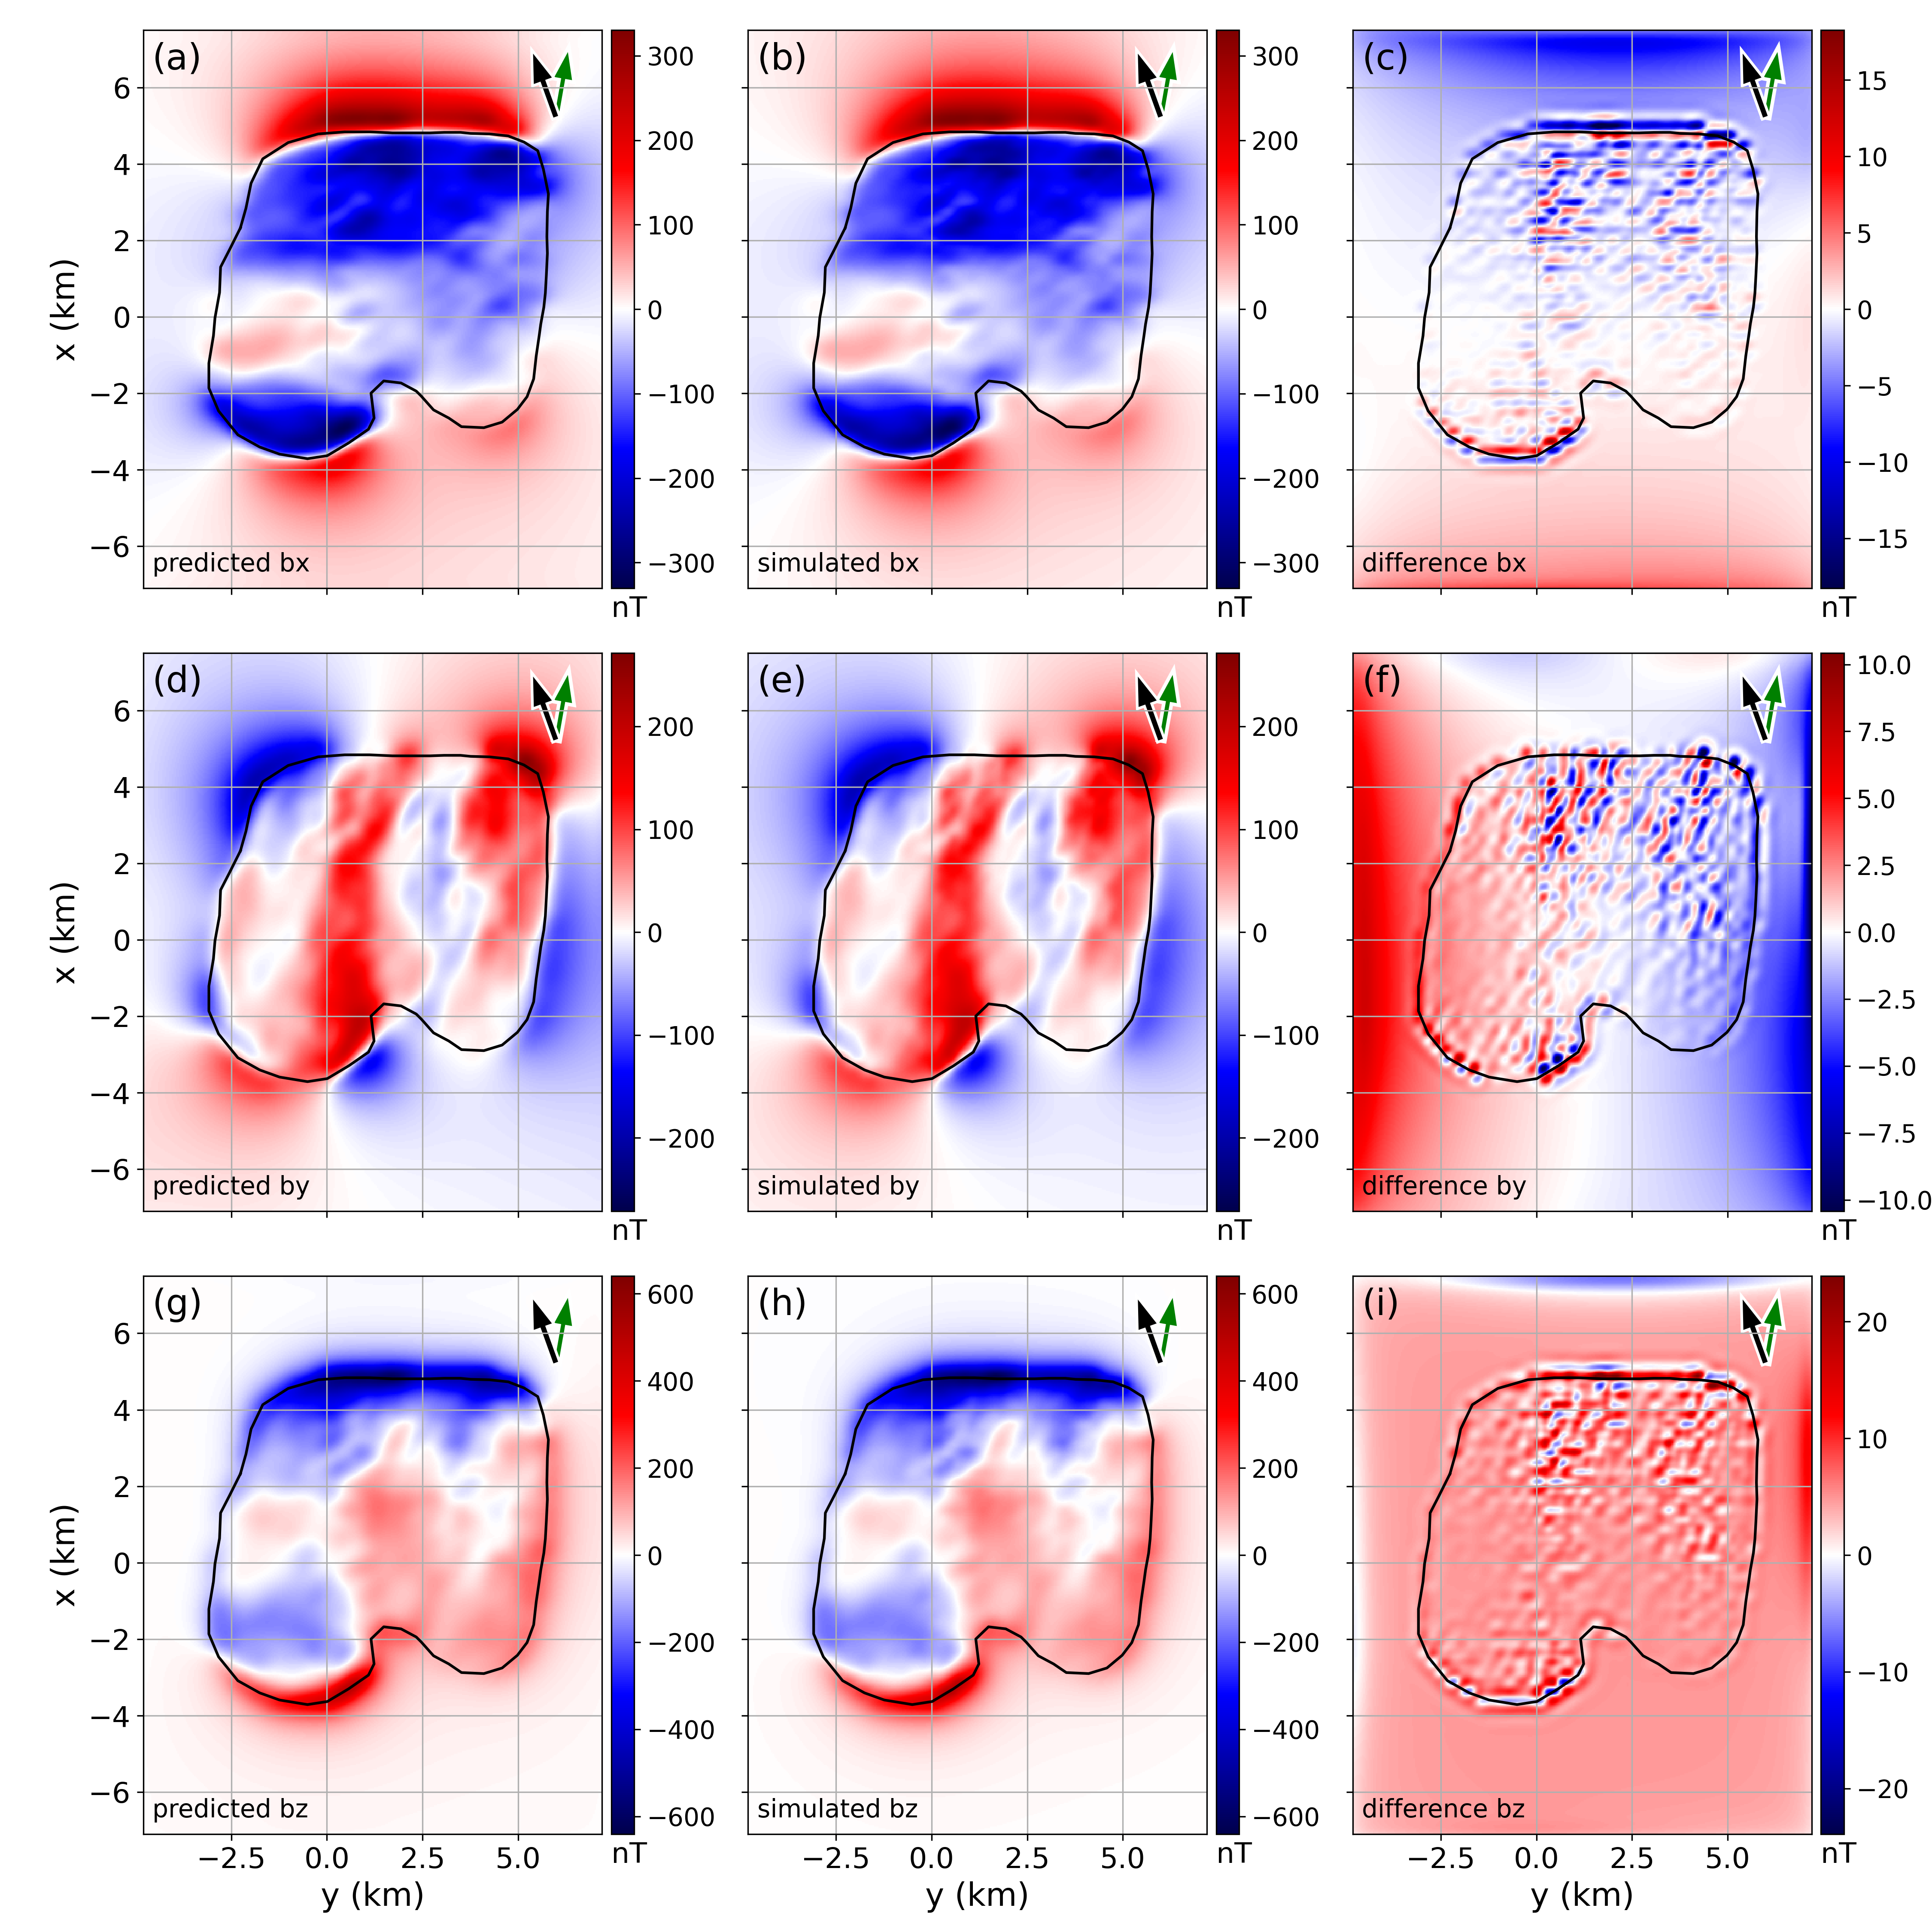 (a)
(b)
(c)
x (km)
6
4
2
0
−2
−4
−6
300
200
100
0
−100
−200
−300
nT
300
200
100
0
−100
−200
−300
nT
15
10
5
0
−5
−10
−15
nT
predicted bx
simulated bx
difference bx
(d)
(e)
(f)
x (km)
6
4
2
0
−2
−4
−6
200
100
0
−100
−200
nT
200
100
0
−100
−200
nT
10.0
7.5
5.0
2.5
0.0
−2.5
−5.0
−7.5
−10.0
nT
predicted by
simulated by
difference by
(g)
(h)
(i)
x (km)
6
4
2
0
−2
−4
−6
600
400
200
0
−200
−400
−600
nT
600
400
200
0
−200
−400
−600
nT
20
10
0
−10
−20
nT
predicted bz
simulated bz
difference bz
−2.5 0.0 2.5 5.0
−2.5 0.0 2.5 5.0
−2.5 0.0 2.5 5.0
y (km)
y (km)
y (km)